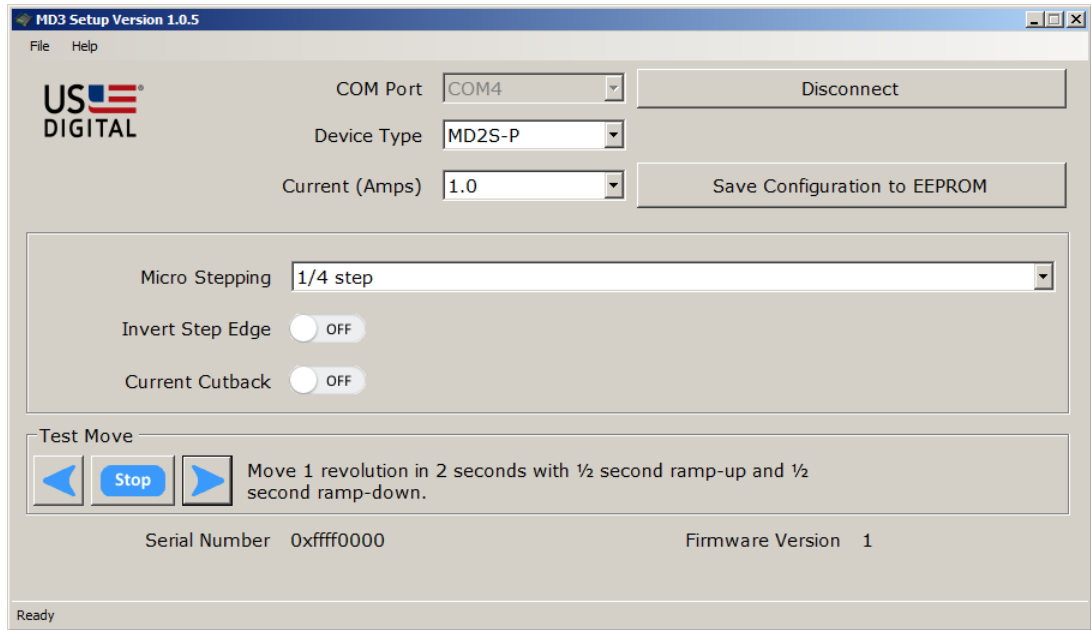 MD3 Setup Version 1.0.5
File Help
US
DIGITAL
COM Port COM4 Disconnect
Device Type MD2S-P
Current (Amps) 1.0 Save Configuration to EEPROM
Micro Stepping 1/4 step
Invert Step Edge OFF
Current Cutback OFF
Test Move
Stop
Move 1 revolution in 2 seconds with ½ second ramp-up and ½
second ramp-down.
Serial Number 0xffff0000 Firmware Version 1
Ready